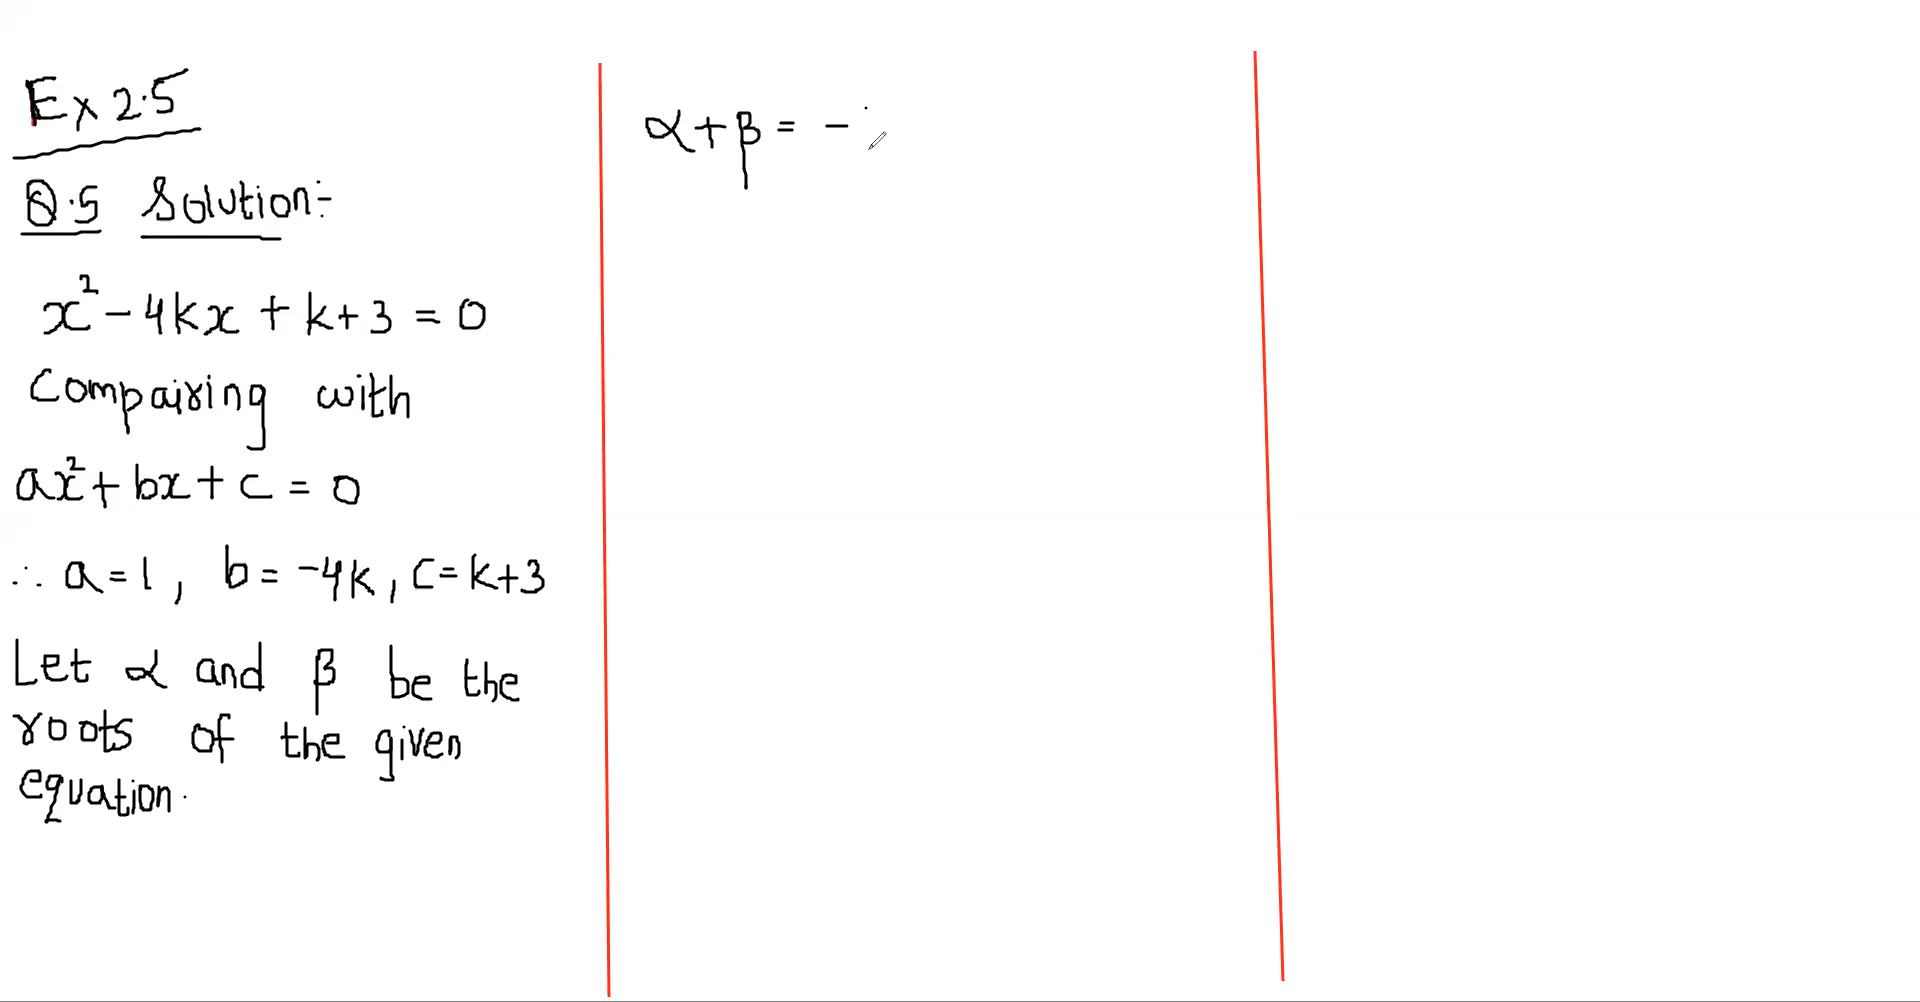 Ex 2.5
Q.5 Solution:-
x² - 4kx + k + 3 = 0
Compairing with
ax² + bx + c = 0
∴ a = 1, b = -4k, c = k+3
Let α and β be the
roots of the given
equation.
α + β = -